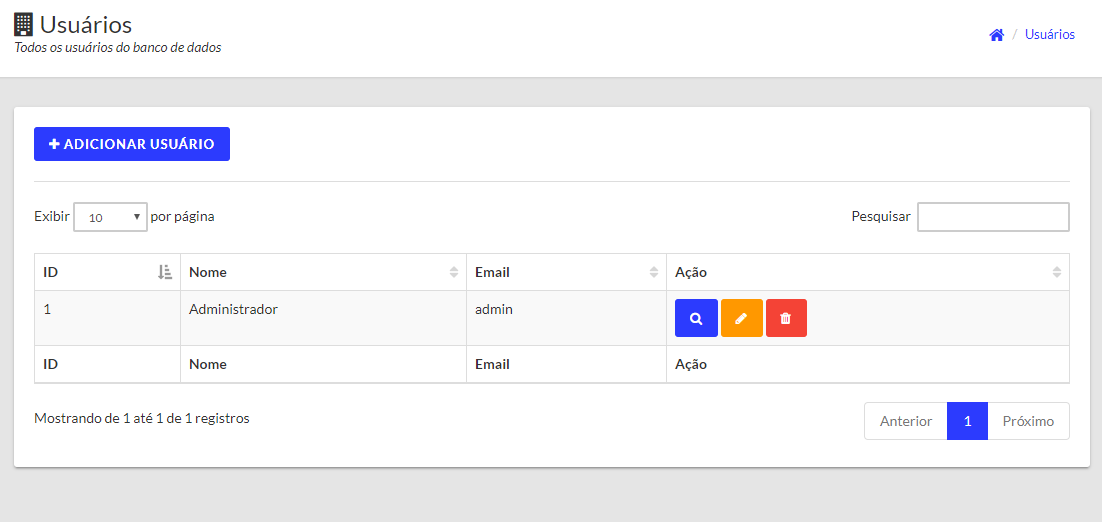 Usuários
Todos os usuários do banco de dados
/ Usuários
ADICIONAR USUÁRIO
Exibir 10 por página
Pesquisar
ID Nome Email Ação
1 Administrador admin
ID Nome Email Ação
Mostrando de 1 até 1 de 1 registros
Anterior 1 Próximo